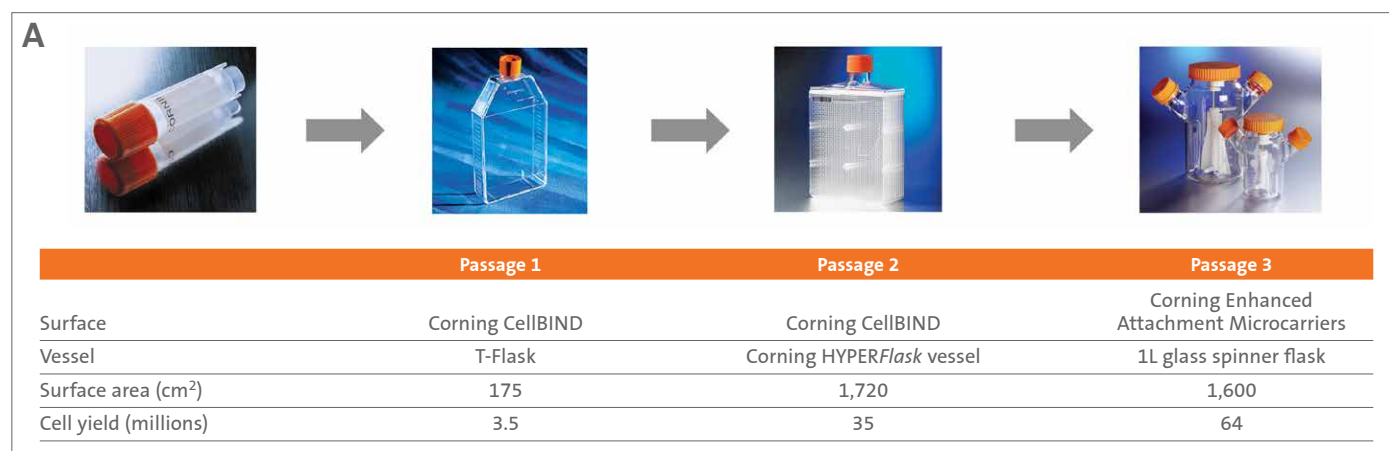 A
CORNI
Passage 1 Passage 2 Passage 3
Surface Corning CellBIND Corning CellBIND Corning Enhanced
Attachment Microcarriers
Vessel T-Flask Corning HYPERFlask vessel 1L glass spinner flask
Surface area (cm²) 175 1,720 1,600
Cell yield (millions) 3.5 35 64